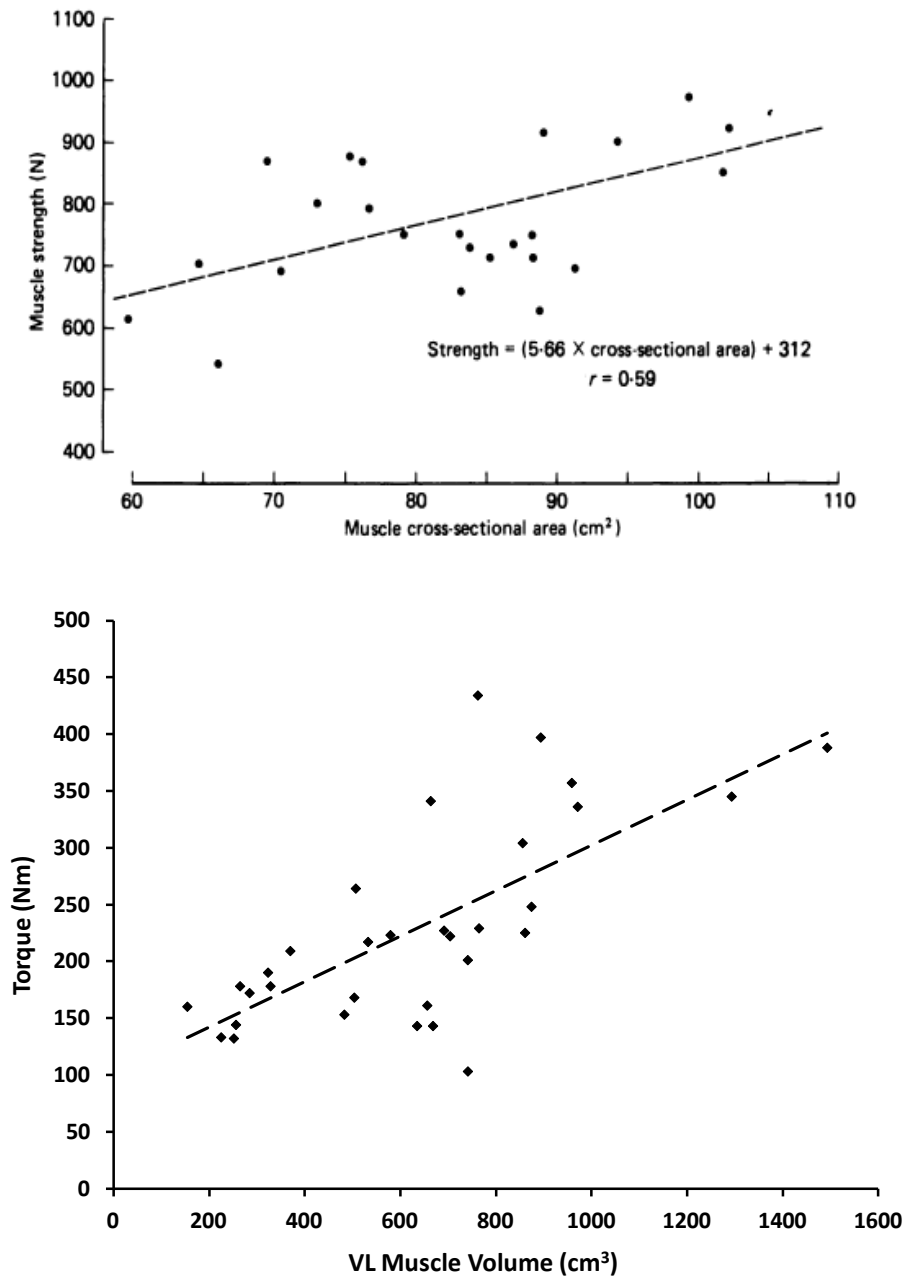 1100
1000
900
800
700
600
500
400
Muscle strength (N)
Strength = (5·66 X cross-sectional area) + 312
r = 0·59
60 70 80 90 100 110
Muscle cross-sectional area (cm²)
500
450
400
350
300
250
200
150
100
50
0
Torque (Nm)
0 200 400 600 800 1000 1200 1400 1600
VL Muscle Volume (cm³)